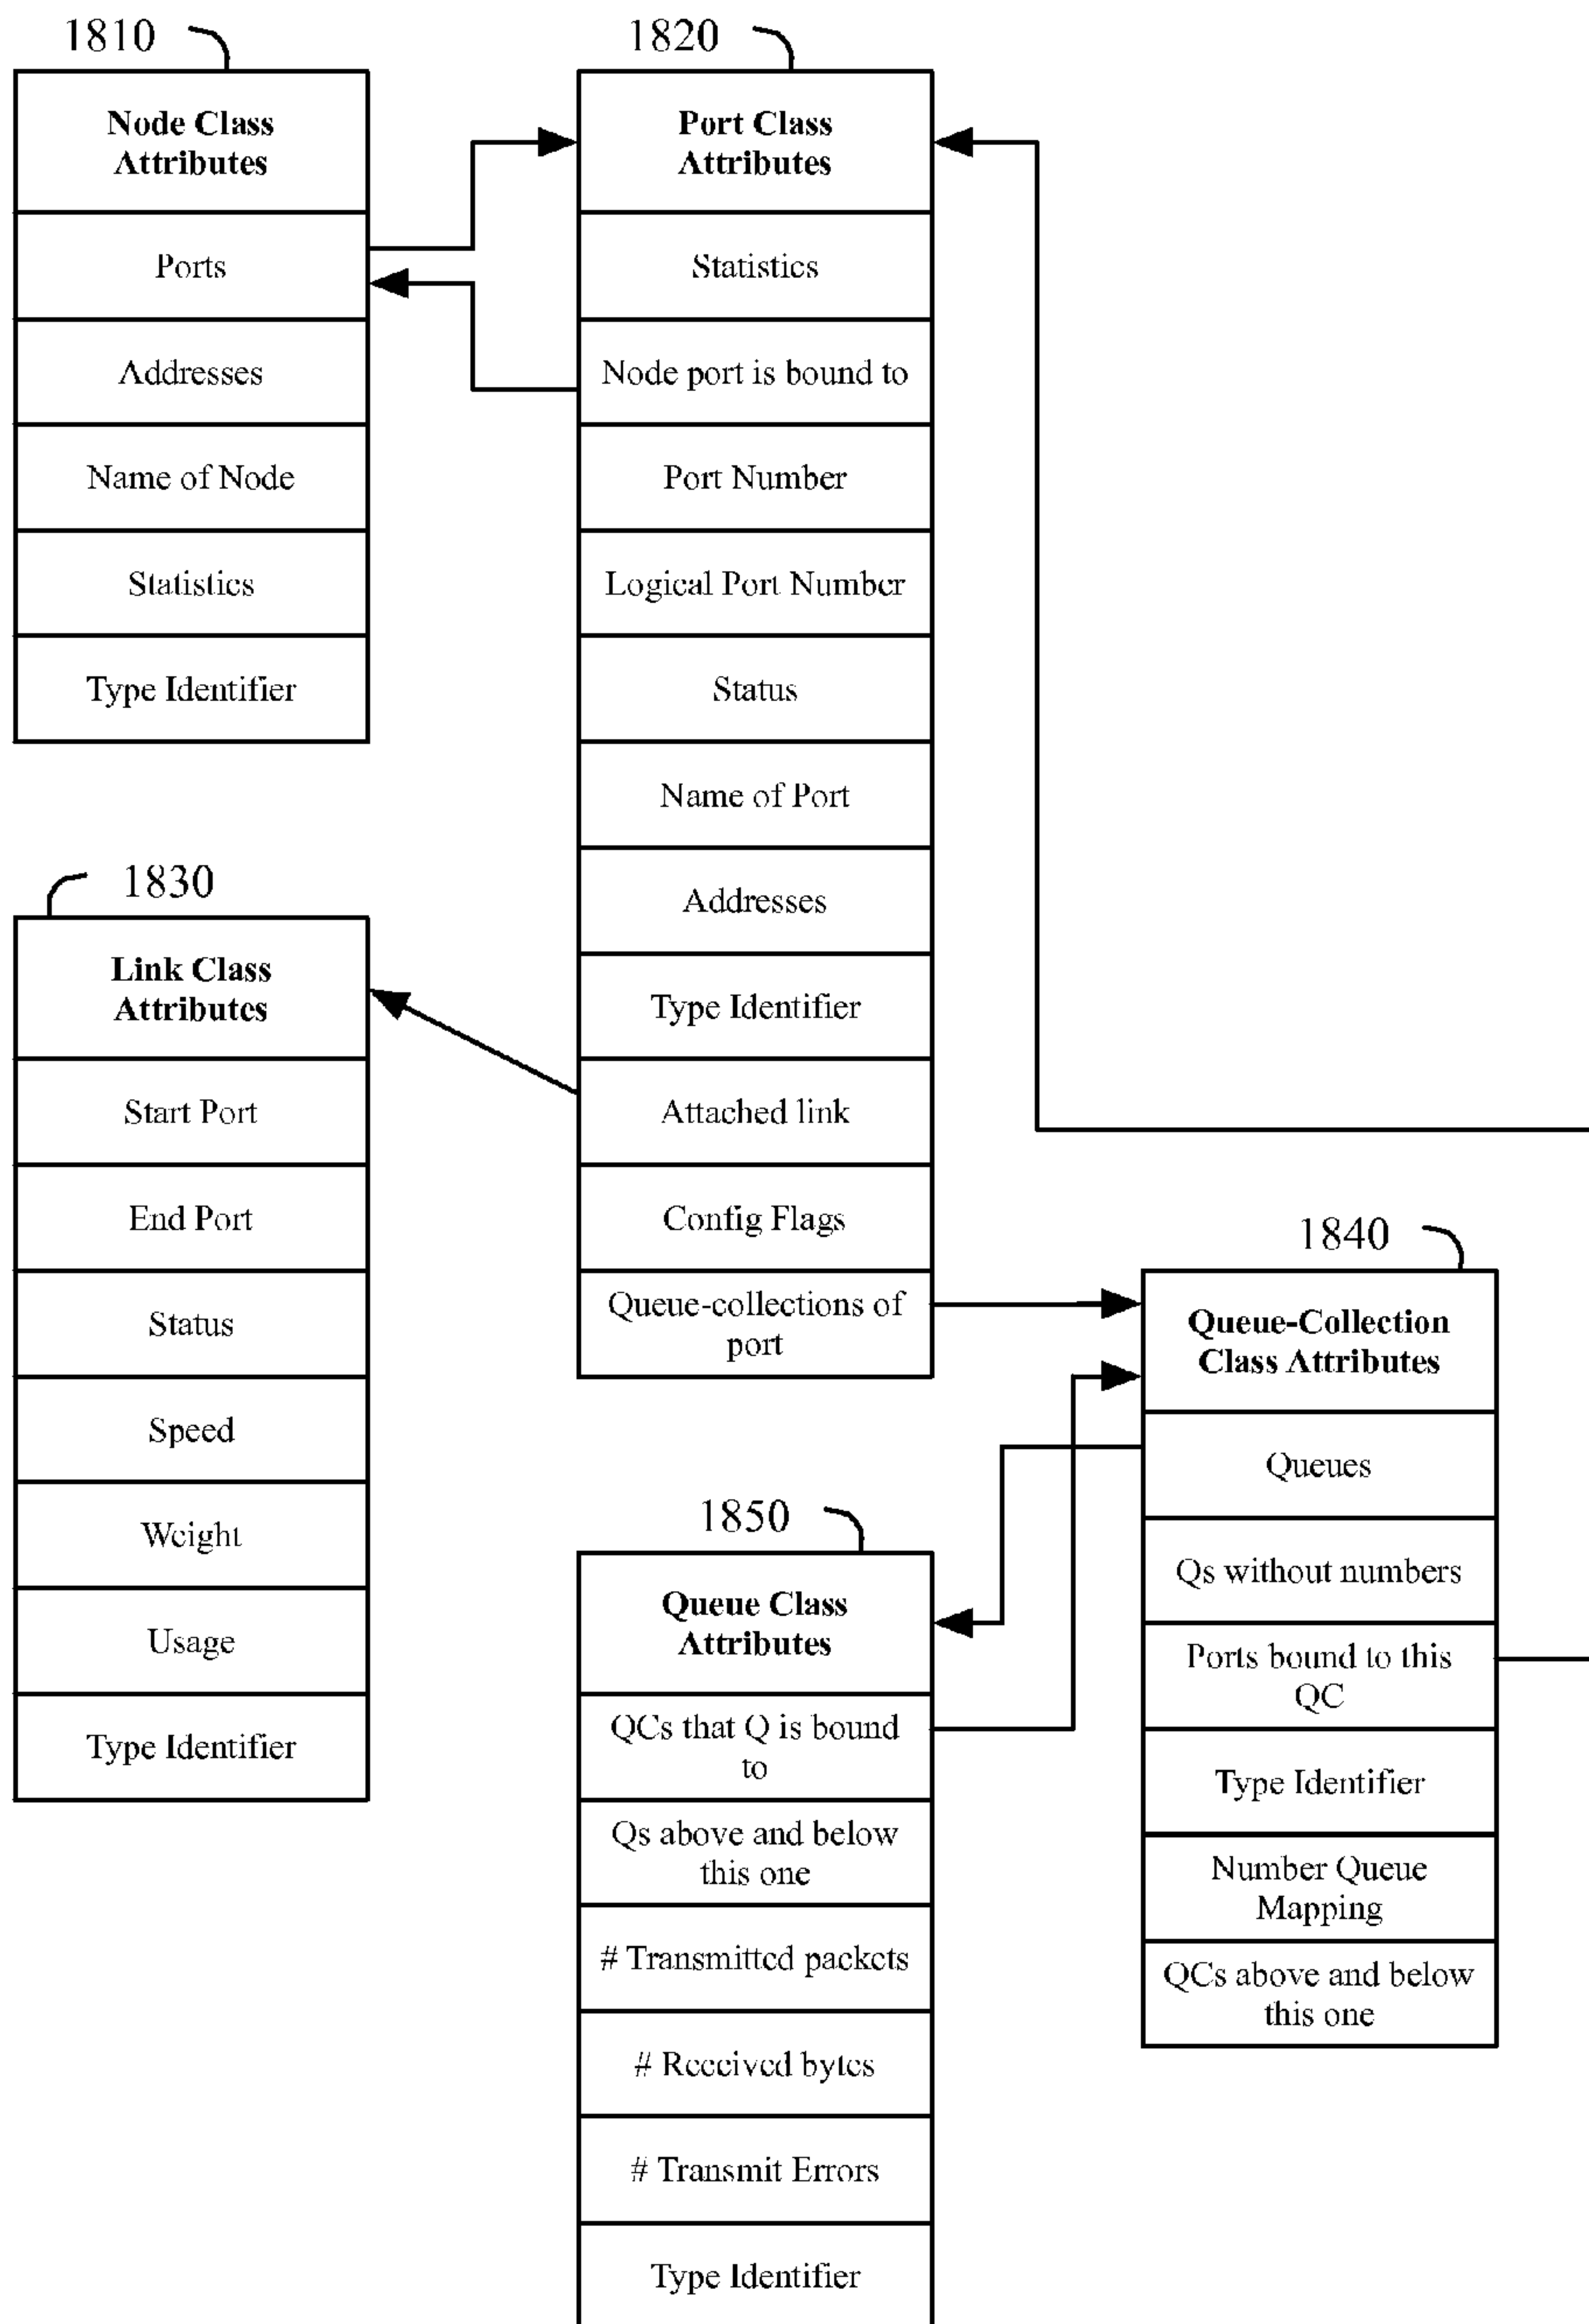 1810
Node Class
Attributes
Ports
Addresses
Name of Node
Statistics
Type Identifier
1820
Port Class
Attributes
Statistics
Node port is bound to
Port Number
Logical Port Number
Status
Name of Port
Addresses
Type Identifier
Attached link
Config Flags
Queue-collections of
port
1830
Link Class
Attributes
Start Port
End Port
Status
Speed
Weight
Usage
Type Identifier
1840
Queue-Collection
Class Attributes
Queues
Qs without numbers
Ports bound to this
QC
Type Identifier
Number Queue
Mapping
QCs above and below
this one
1850
Queue Class
Attributes
QCs that Q is bound
to
Qs above and below
this one
# Transmitted packets
# Received bytes
# Transmit Errors
Type Identifier